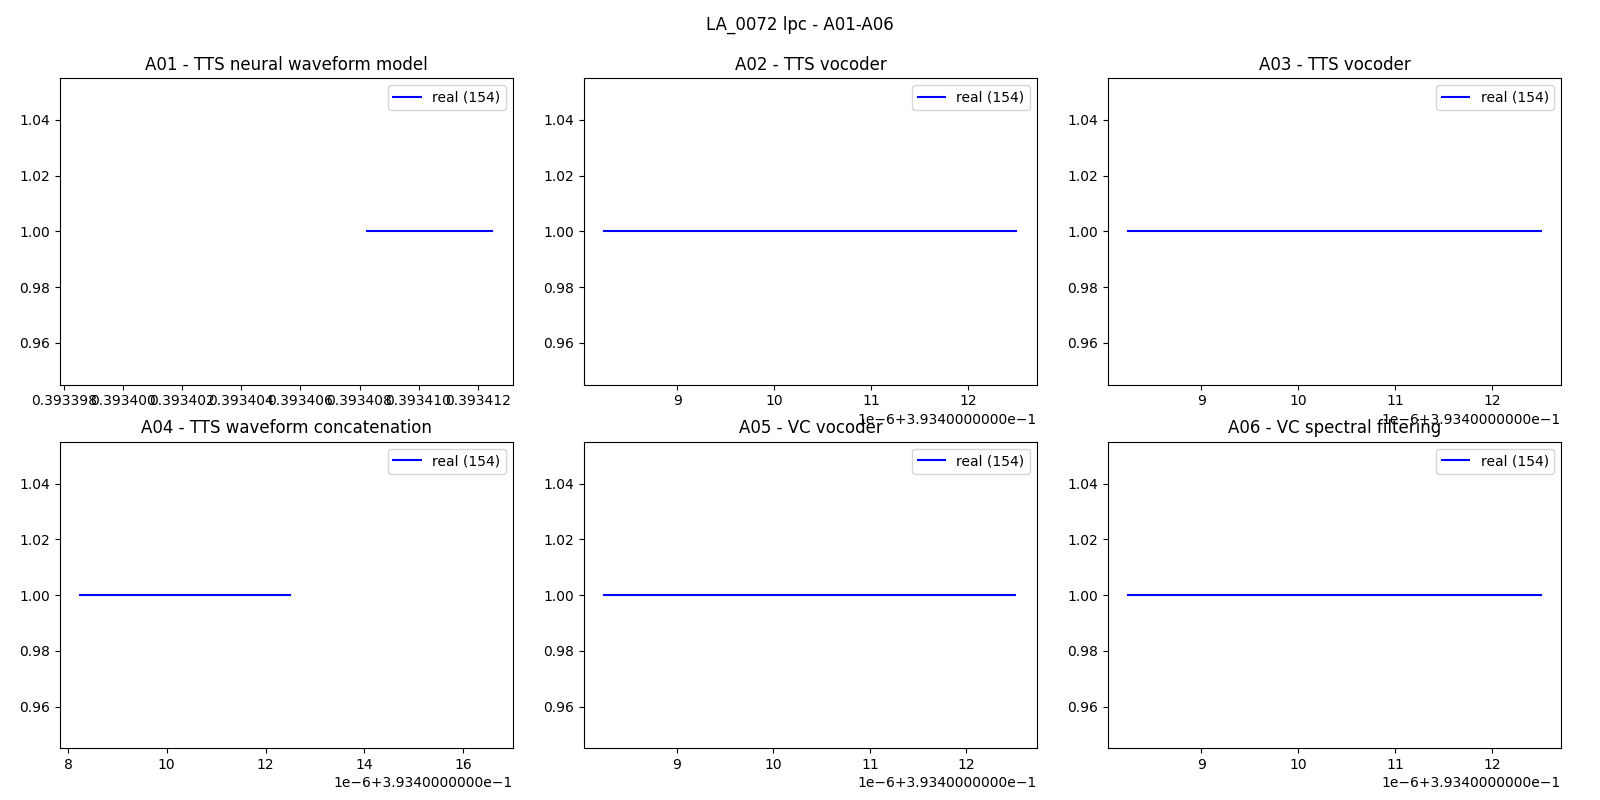 LA_0072 lpc - A01-A06
A01 - TTS neural waveform model
A02 - TTS vocoder
A03 - TTS vocoder
real (154)
real (154)
real (154)
1.04
1.02
1.00
0.98
0.96
1.04
1.02
1.00
0.98
0.96
1.04
1.02
1.00
0.98
0.96
0.393398 0.393400 0.393402 0.393404 0.393406 0.393408 0.393410 0.393412
9 10 11 12
1e−6+3.9340000000e−1
9 10 11 12
1e−6+3.9340000000e−1
A04 - TTS waveform concatenation
A05 - VC vocoder
A06 - VC spectral filtering
real (154)
real (154)
real (154)
1.04
1.02
1.00
0.98
0.96
1.04
1.02
1.00
0.98
0.96
1.04
1.02
1.00
0.98
0.96
8 10 12 14 16
1e−6+3.9340000000e−1
9 10 11 12
1e−6+3.9340000000e−1
9 10 11 12
1e−6+3.9340000000e−1